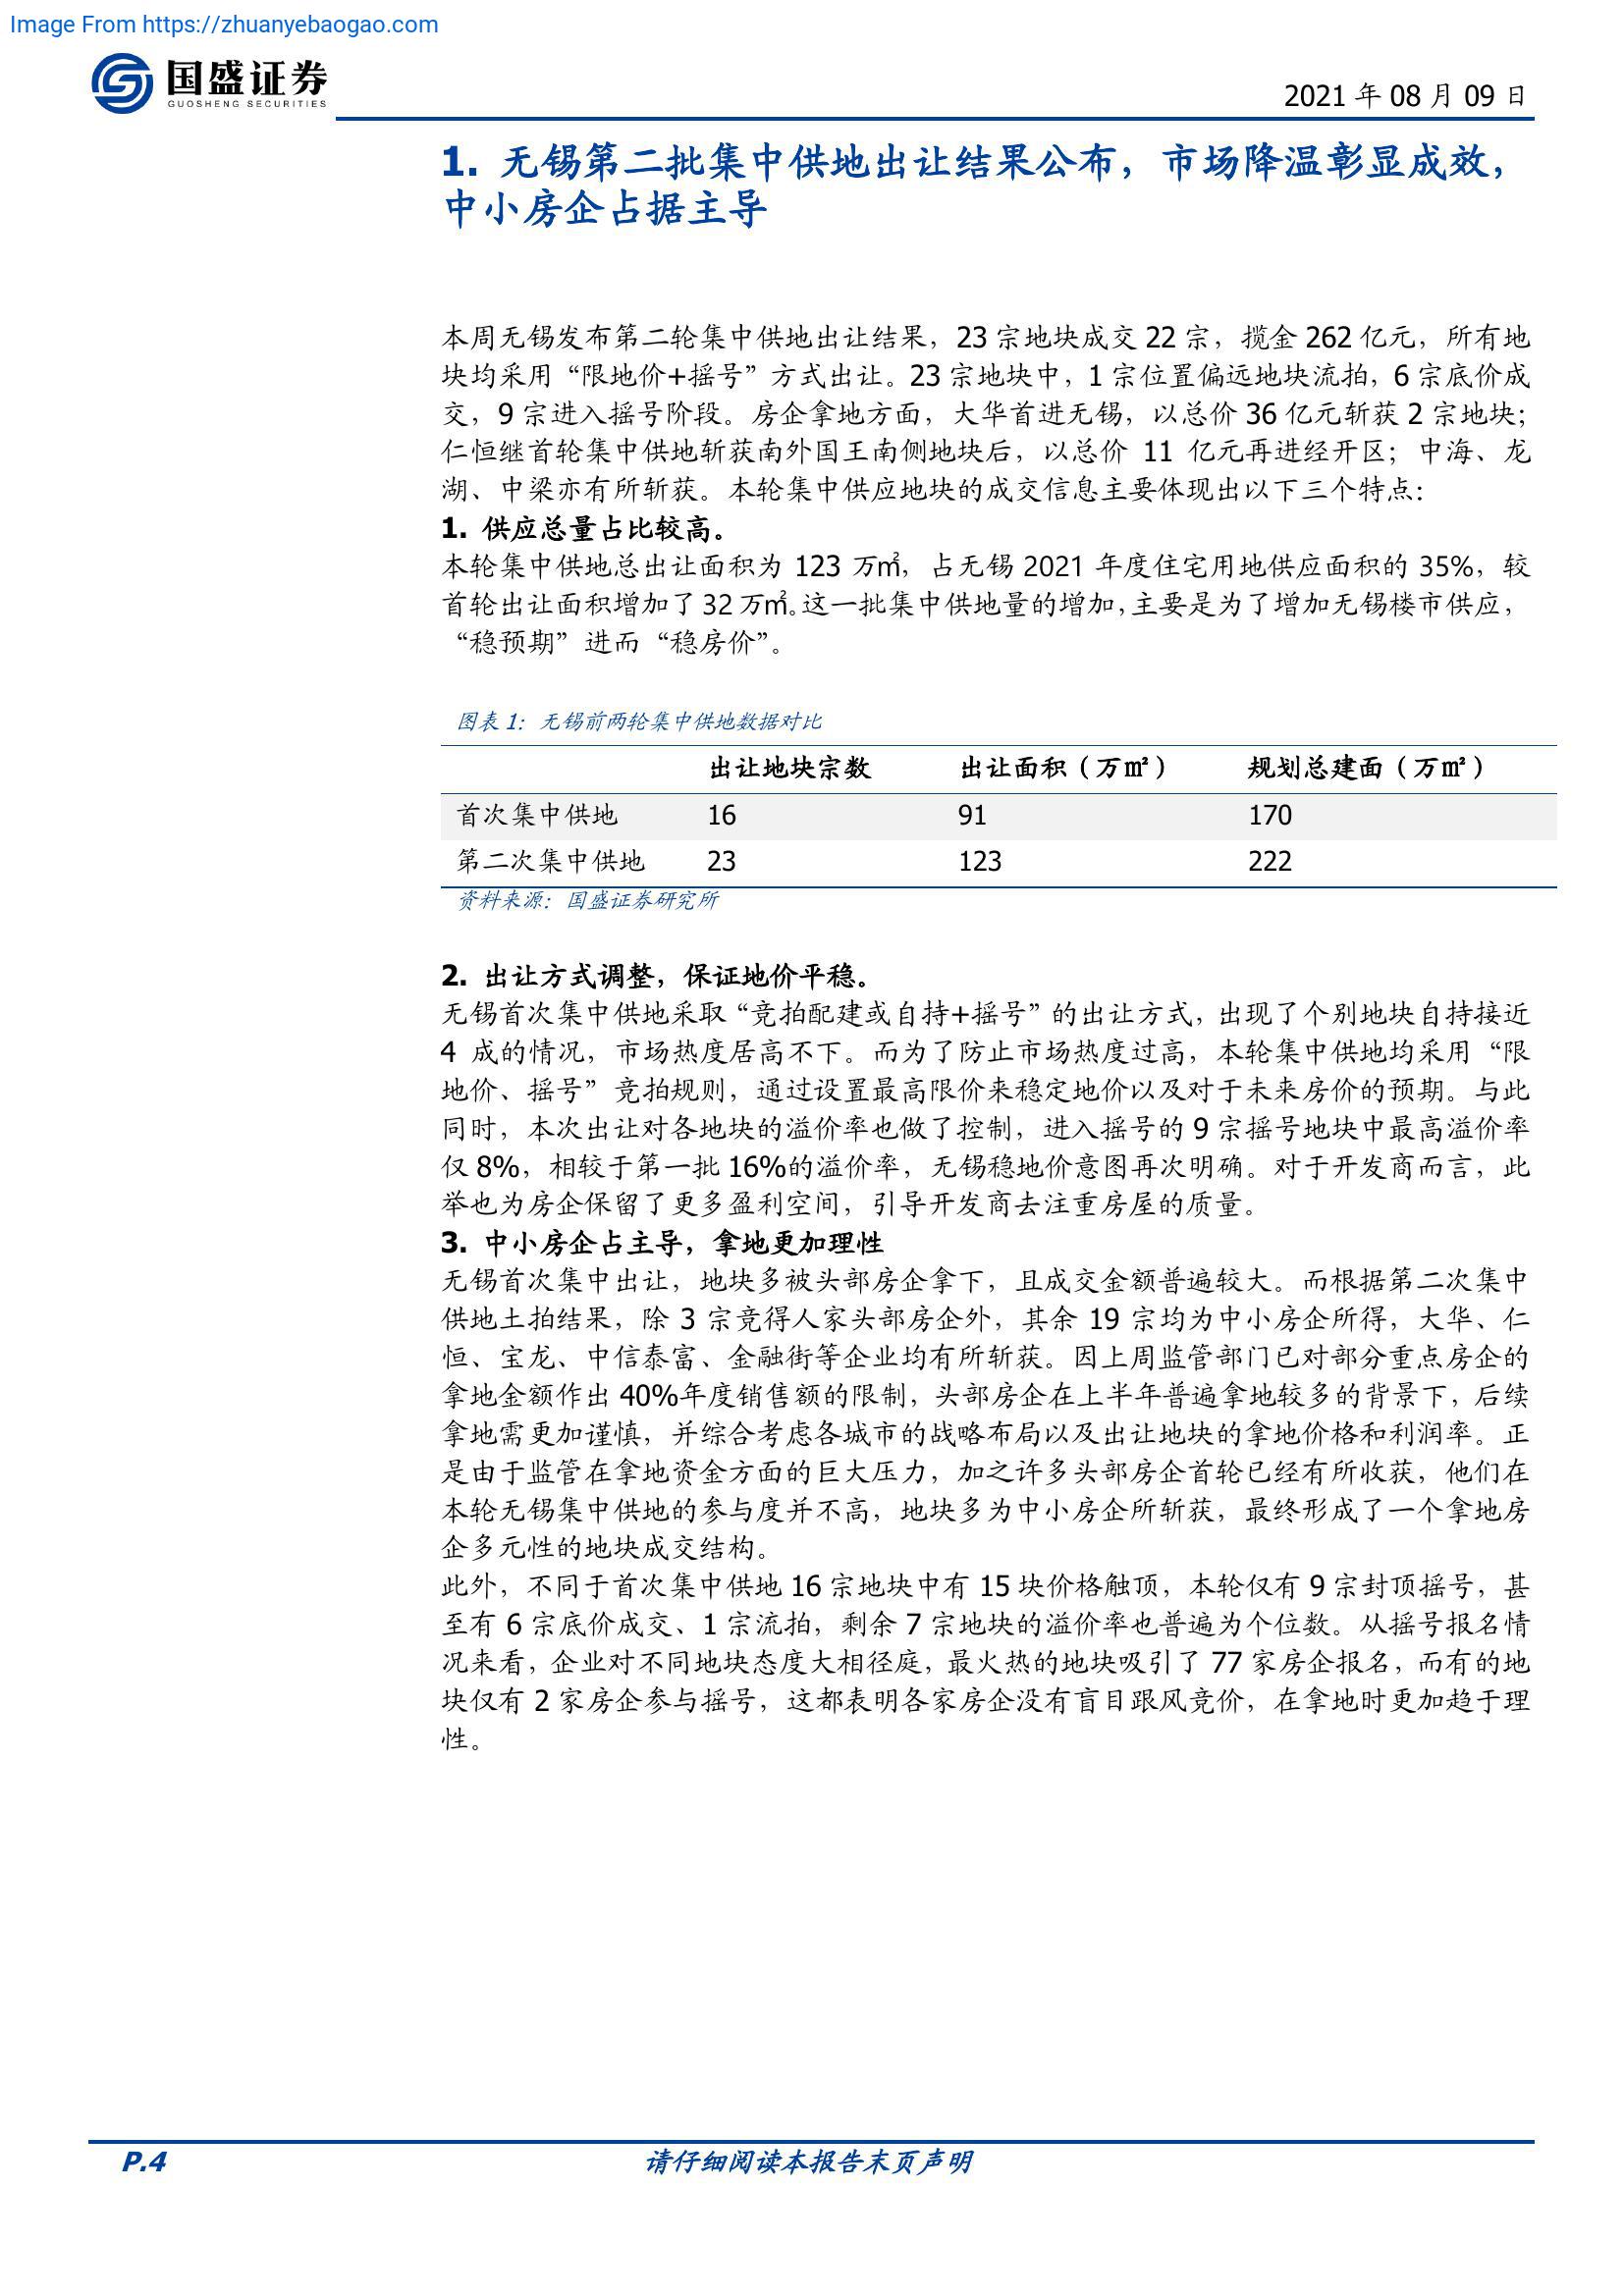 Image From https://zhuanyebaogao.com
国盛证券
GUOSHENG SECURITIES
2021 年 08 月 09 日
1. 无锡第二批集中供地出让结果公布，市场降温彰显成效，
中小房企占据主导
本周无锡发布第二轮集中供地出让结果，23 宗地块成交 22 宗，揽金 262 亿元，所有地
块均采用“限地价+摇号”方式出让。23 宗地块中，1 宗位置偏远地块流拍，6 宗底价成
交，9 宗进入摇号阶段。房企拿地方面，大华首进无锡，以总价 36 亿元斩获 2 宗地块；
仁恒继首轮集中供地斩获南外国王南侧地块后，以总价 11 亿元再进经开区；中海、龙
湖、中梁亦有所斩获。本轮集中供应地块的成交信息主要体现出以下三个特点：
1. 供应总量占比较高。
本轮集中供地总出让面积为 123 万㎡，占无锡 2021 年度住宅用地供应面积的 35%，较
首轮出让面积增加了 32 万㎡。这一批集中供地量的增加，主要是为了增加无锡楼市供应，
“稳预期”进而“稳房价”。
图表 1：无锡前两轮集中供地数据对比
出让地块宗数 出让面积（万㎡） 规划总建面（万㎡）
首次集中供地 16 91 170
第二次集中供地 23 123 222
资料来源：国盛证券研究所
2. 出让方式调整，保证地价平稳。
无锡首次集中供地采取“竞拍配建或自持+摇号”的出让方式，出现了个别地块自持接近
4 成的情况，市场热度居高不下。而为了防止市场热度过高，本轮集中供地均采用“限
地价、摇号”竞拍规则，通过设置最高限价来稳定地价以及对于未来房价的预期。与此
同时，本次出让对各地块的溢价率也做了控制，进入摇号的 9 宗摇号地块中最高溢价率
仅 8%，相较于第一批 16%的溢价率，无锡稳地价意图再次明确。对于开发商而言，此
举也为房企保留了更多盈利空间，引导开发商去注重房屋的质量。
3. 中小房企占主导，拿地更加理性
无锡首次集中出让，地块多被头部房企拿下，且成交金额普遍较大。而根据第二次集中
供地土拍结果，除 3 宗竞得人家头部房企外，其余 19 宗均为中小房企所得，大华、仁
恒、宝龙、中信泰富、金融街等企业均有所斩获。因上周监管部门已对部分重点房企的
拿地金额作出 40%年度销售额的限制，头部房企在上半年普遍拿地较多的背景下，后续
拿地需更加谨慎，并综合考虑各城市的战略布局以及出让地块的拿地价格和利润率。正
是由于监管在拿地资金方面的巨大压力，加之许多头部房企首轮已经有所收获，他们在
本轮无锡集中供地的参与度并不高，地块多为中小房企所斩获，最终形成了一个拿地房
企多元性的地块成交结构。
此外，不同于首次集中供地 16 宗地块中有 15 块价格触顶，本轮仅有 9 宗封顶摇号，甚
至有 6 宗底价成交、1 宗流拍，剩余 7 宗地块的溢价率也普遍为个位数。从摇号报名情
况来看，企业对不同地块态度大相径庭，最火热的地块吸引了 77 家房企报名，而有的地
块仅有 2 家房企参与摇号，这都表明各家房企没有盲目跟风竞价，在拿地时更加趋于理
性。
P.4
请仔细阅读本报告末页声明